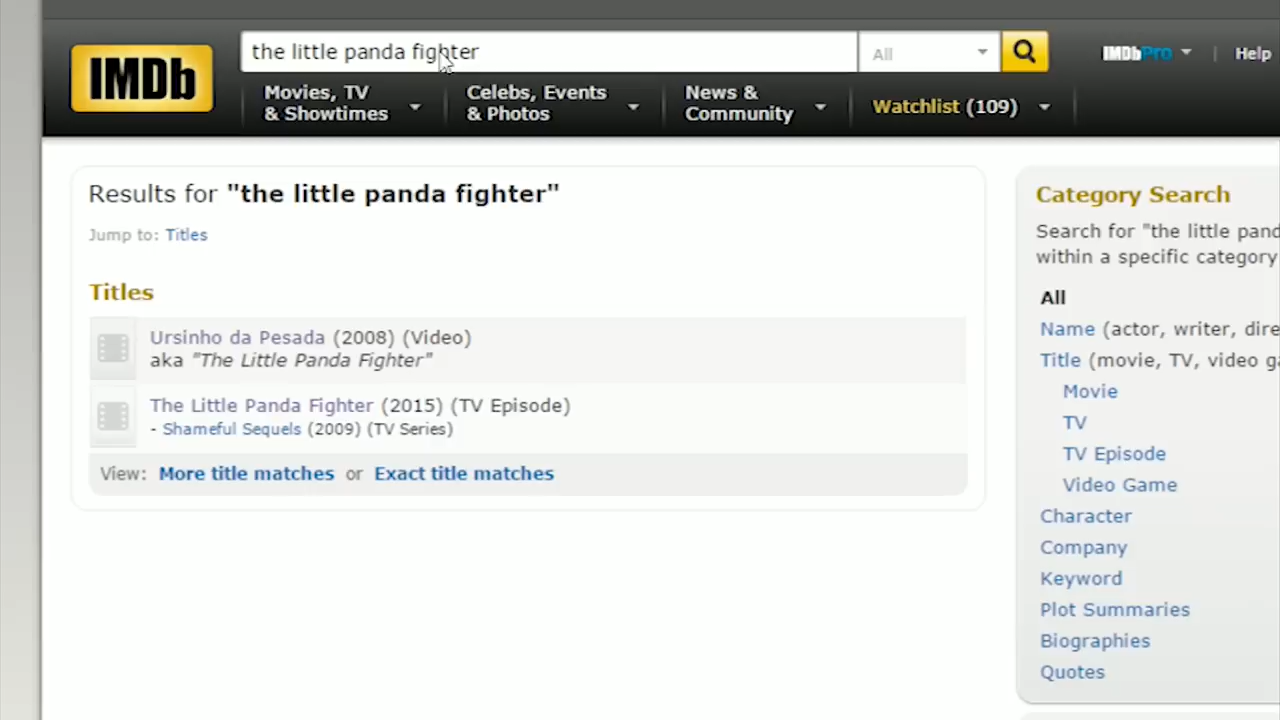 IMDb
the little panda fighter
All
IMDbPro
Help
Movies, TV
& Showtimes
Celebs, Events
& Photos
News &
Community
Watchlist (109)
Results for "the little panda fighter"
Jump to: Titles
Titles
Ursinho da Pesada (2008) (Video)
aka "The Little Panda Fighter"
The Little Panda Fighter (2015) (TV Episode)
- Shameful Sequels (2009) (TV Series)
View: More title matches or Exact title matches
Category Search
Search for "the little pand
within a specific category
All
Name (actor, writer, dire
Title (movie, TV, video ga
Movie
TV
TV Episode
Video Game
Character
Company
Keyword
Plot Summaries
Biographies
Quotes